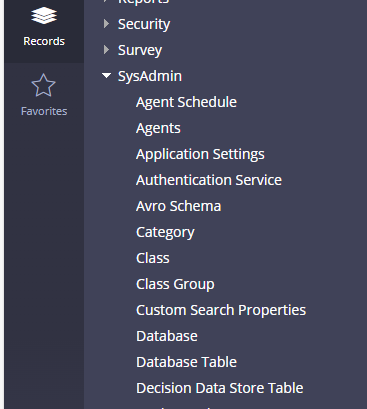 Reports
Security
Records
Survey
SysAdmin
Agent Schedule
Favorites
Agents
Application Settings
Authentication Service
Avro Schema
Category
Class
Class Group
Custom Search Properties
Database
Database Table
Decision Data Store Table